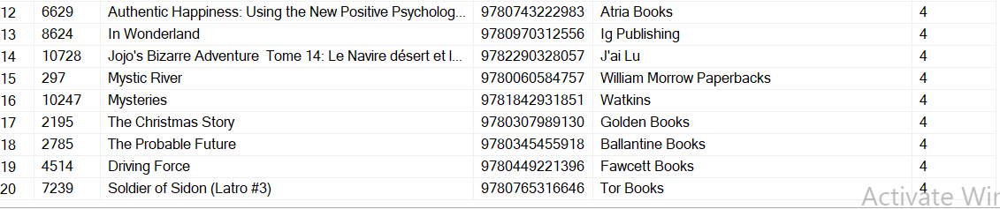 12 6629 Authentic Happiness: Using the New Positive Psycholog... 9780743222983 Atria Books 4
13 8624 In Wonderland 9780970312556 Ig Publishing 4
14 10728 Jojo's Bizarre Adventure  Tome 14: Le Navire désert et l... 9782290328057 J'ai Lu 4
15 297 Mystic River 9780060584757 William Morrow Paperbacks 4
16 10247 Mysteries 9781842931851 Watkins 4
17 2195 The Christmas Story 9780307989130 Golden Books 4
18 2785 The Probable Future 9780345455918 Ballantine Books 4
19 4514 Driving Force 9780449221396 Fawcett Books 4
20 7239 Soldier of Sidon (Latro #3) 9780765316646 Tor Books 4
Activate Wir